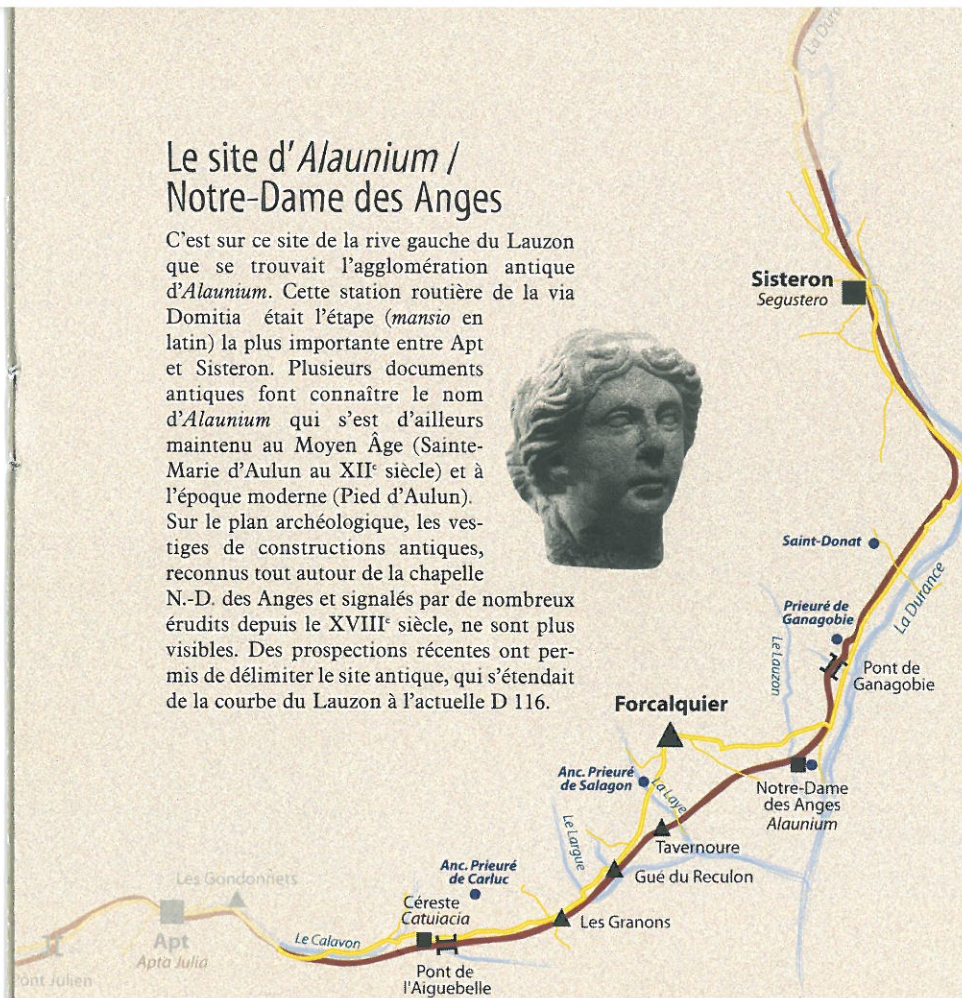 Le site d'Alaunium /
Notre-Dame des Anges
C'est sur ce site de la rive gauche du Lauzon
que se trouvait l'agglomération antique
d'Alaunium. Cette station routière de la via
Domitia était l'étape (mansio en
latin) la plus importante entre Apt
et Sisteron. Plusieurs documents
antiques font connaître le nom
d'Alaunium qui s'est d'ailleurs
maintenu au Moyen Âge (Sainte-
Marie d'Aulun au XIIe siècle) et à
l'époque moderne (Pied d'Aulun).
Sur le plan archéologique, les ves-
tiges de constructions antiques,
reconnus tout autour de la chapelle
N.-D. des Anges et signalés par de nombreux
érudits depuis le XVIIIe siècle, ne sont plus
visibles. Des prospections récentes ont per-
mis de délimiter le site antique, qui s'étendait
de la courbe du Lauzon à l'actuelle D 116.
La Dur
Sisteron
Segustero
Saint-Donat
La Durance
Prieuré de
Ganagobie
Le Lauzon
Pont de
Ganagobie
Forcalquier
Anc. Prieuré
de Salagon
La Laye
Notre-Dame
des Anges
Alaunium
Tavernoure
Le Largue
Gué du Reculon
Anc. Prieuré
de Carluc
Les Gondonnets
Céreste
Catuiacia
Les Granons
Apt
Apta Julia
Le Calavon
Pont Julien
Pont de
l'Aiguebelle